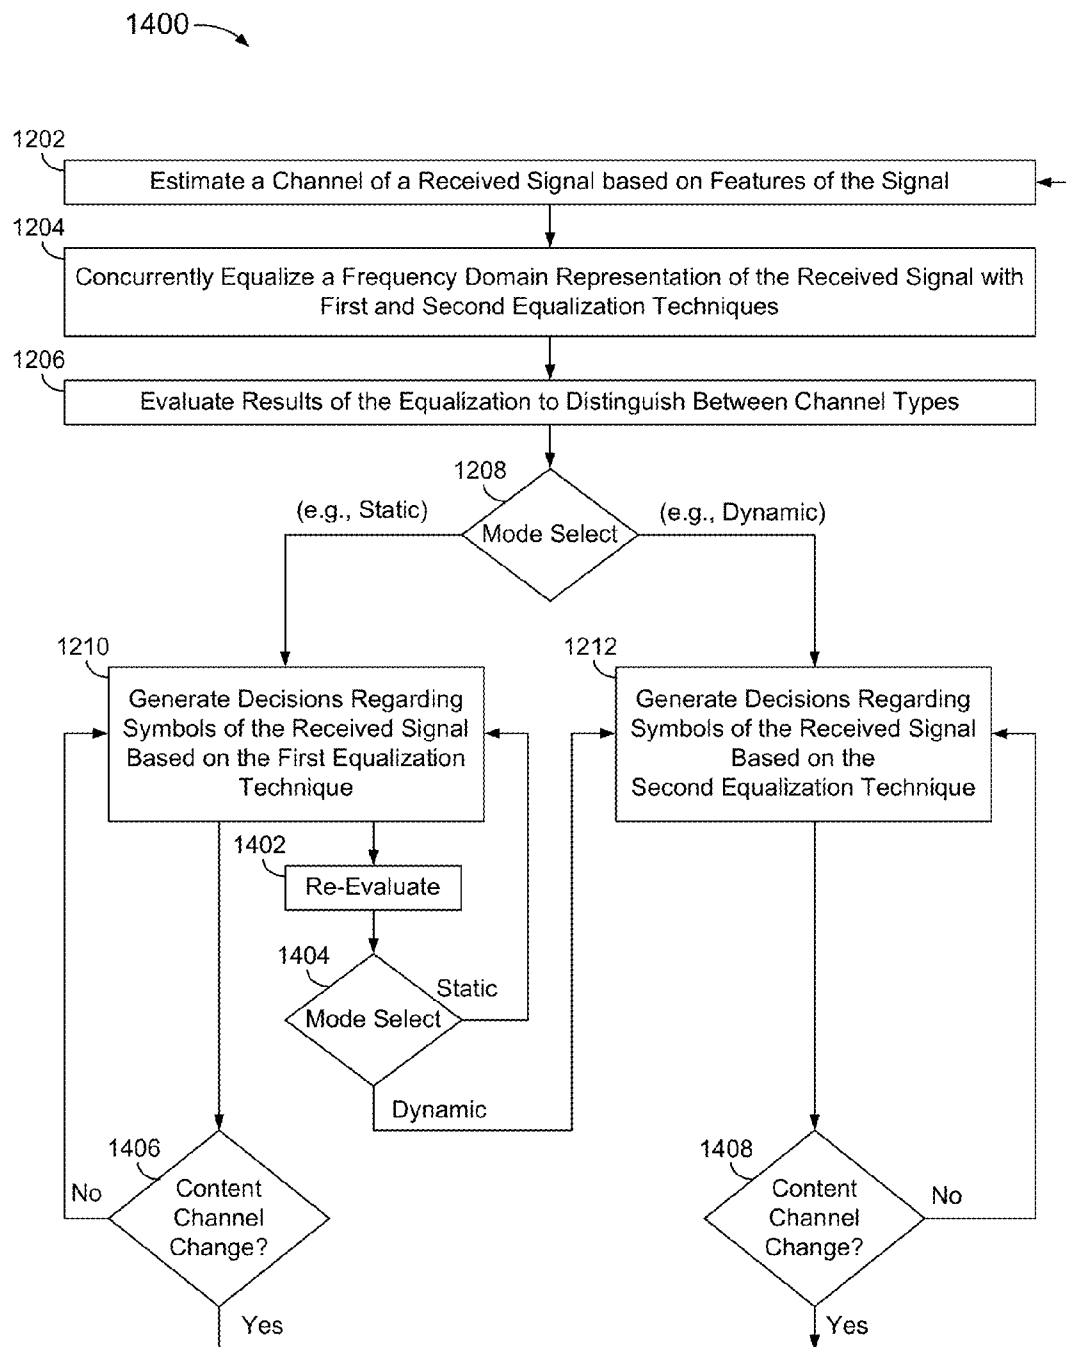 1400
1202
Estimate a Channel of a Received Signal based on Features of the Signal
1204
Concurrently Equalize a Frequency Domain Representation of the Received Signal with
First and Second Equalization Techniques
1206
Evaluate Results of the Equalization to Distinguish Between Channel Types
1208
(e.g., Static)
(e.g., Dynamic)
Mode Select
1210
Generate Decisions Regarding
Symbols of the Received Signal
Based on the First Equalization
Technique
1212
Generate Decisions Regarding
Symbols of the Received Signal
Based on the
Second Equalization Technique
1402
Re-Evaluate
1404
Static
Mode Select
Dynamic
1406
No
Content
Channel
Change?
Yes
1408
Content
No
Channel
Change?
Yes